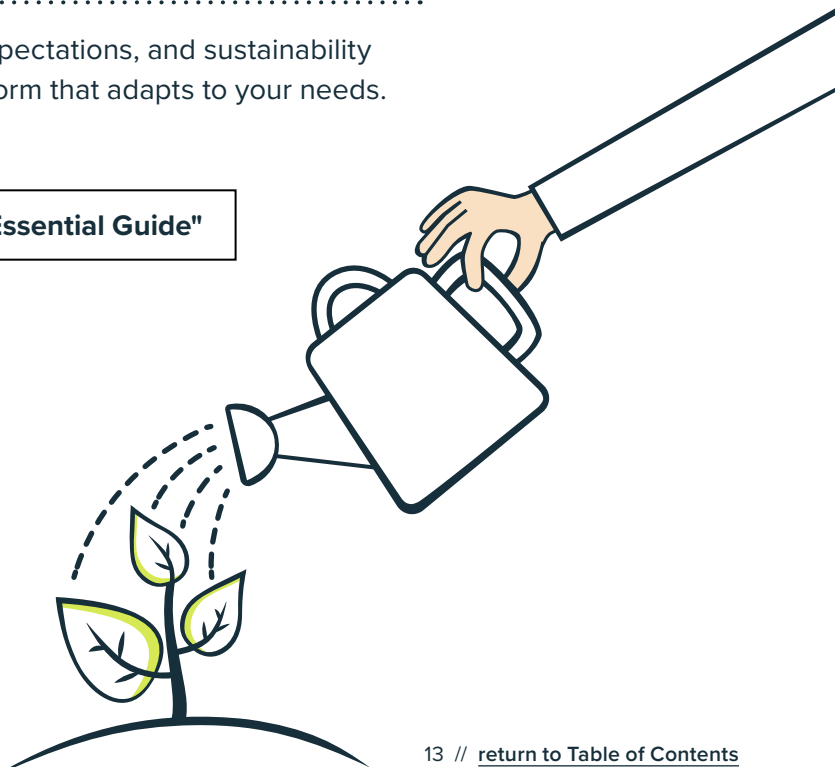 pectations, and sustainability
orm that adapts to your needs.
Essential Guide"
13 // return to Table of Contents